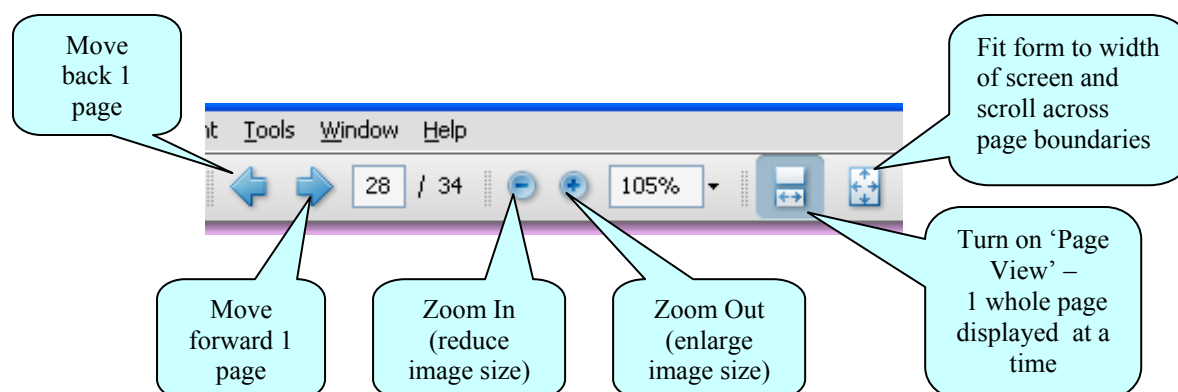 Move
back 1
page
Fit form to width
of screen and
scroll across
page boundaries
nt Tools Window Help
28 / 34 105%
Move
forward 1
page
Zoom In
(reduce
image size)
Zoom Out
(enlarge
image size)
Turn on ‘Page
View’ –
1 whole page
displayed at a
time